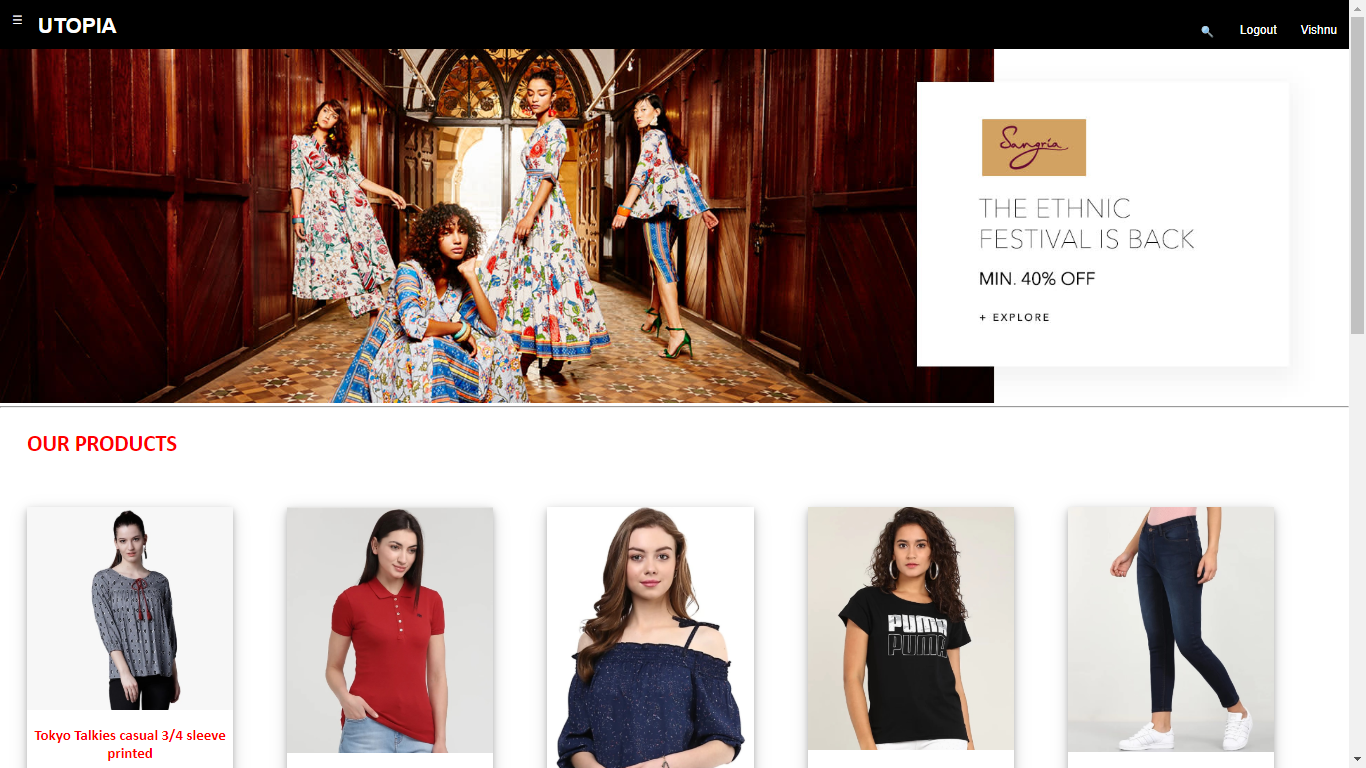 ☰ UTOPIA
Logout Vishnu
Sangria
THE ETHNIC
FESTIVAL IS BACK
MIN. 40% OFF
+ EXPLORE
OUR PRODUCTS
PUMA
PUMA
Tokyo Talkies casual 3/4 sleeve
printed